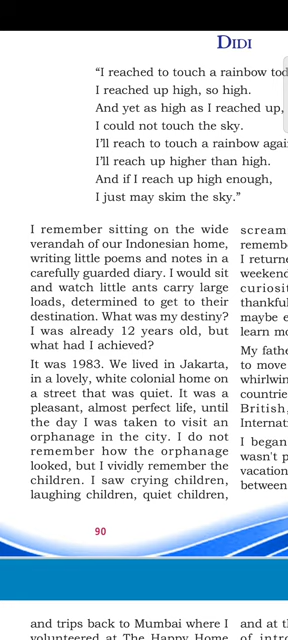 DIDI
"I reached to touch a rainbow
I reached up high, so high.
And yet as high as I reached up,
I could not touch the sky.
I'll reach to touch a rainbow
I'll reach up higher than high.
And if I reach up high enough,
I just may skim the sky."
I remember sitting on the wide
verandah of our Indonesian home,
writing little poems and notes in a
carefully guarded diary. I would sit
and watch little ants carry large
loads, determined to get to their
destination. What was my destiny?
I was already 12 years old, but
what had I achieved?
It was 1983. We lived in Jakarta,
in a lovely, white colonial home on
a street that was quiet. It was a
pleasant, almost perfect life, until
the day I was taken to visit an
orphanage in the city. I do not
remember how the orphanage
looked, but I vividly remember the
children. I saw crying children,
laughing children, quiet children,
scream
I
weekend
thankful
maybe
learn
My
to move
British,
I began
wasn't
vacation
between
90
and trips back to Mumbai where I
volunteered at The Happy Home
and at
of